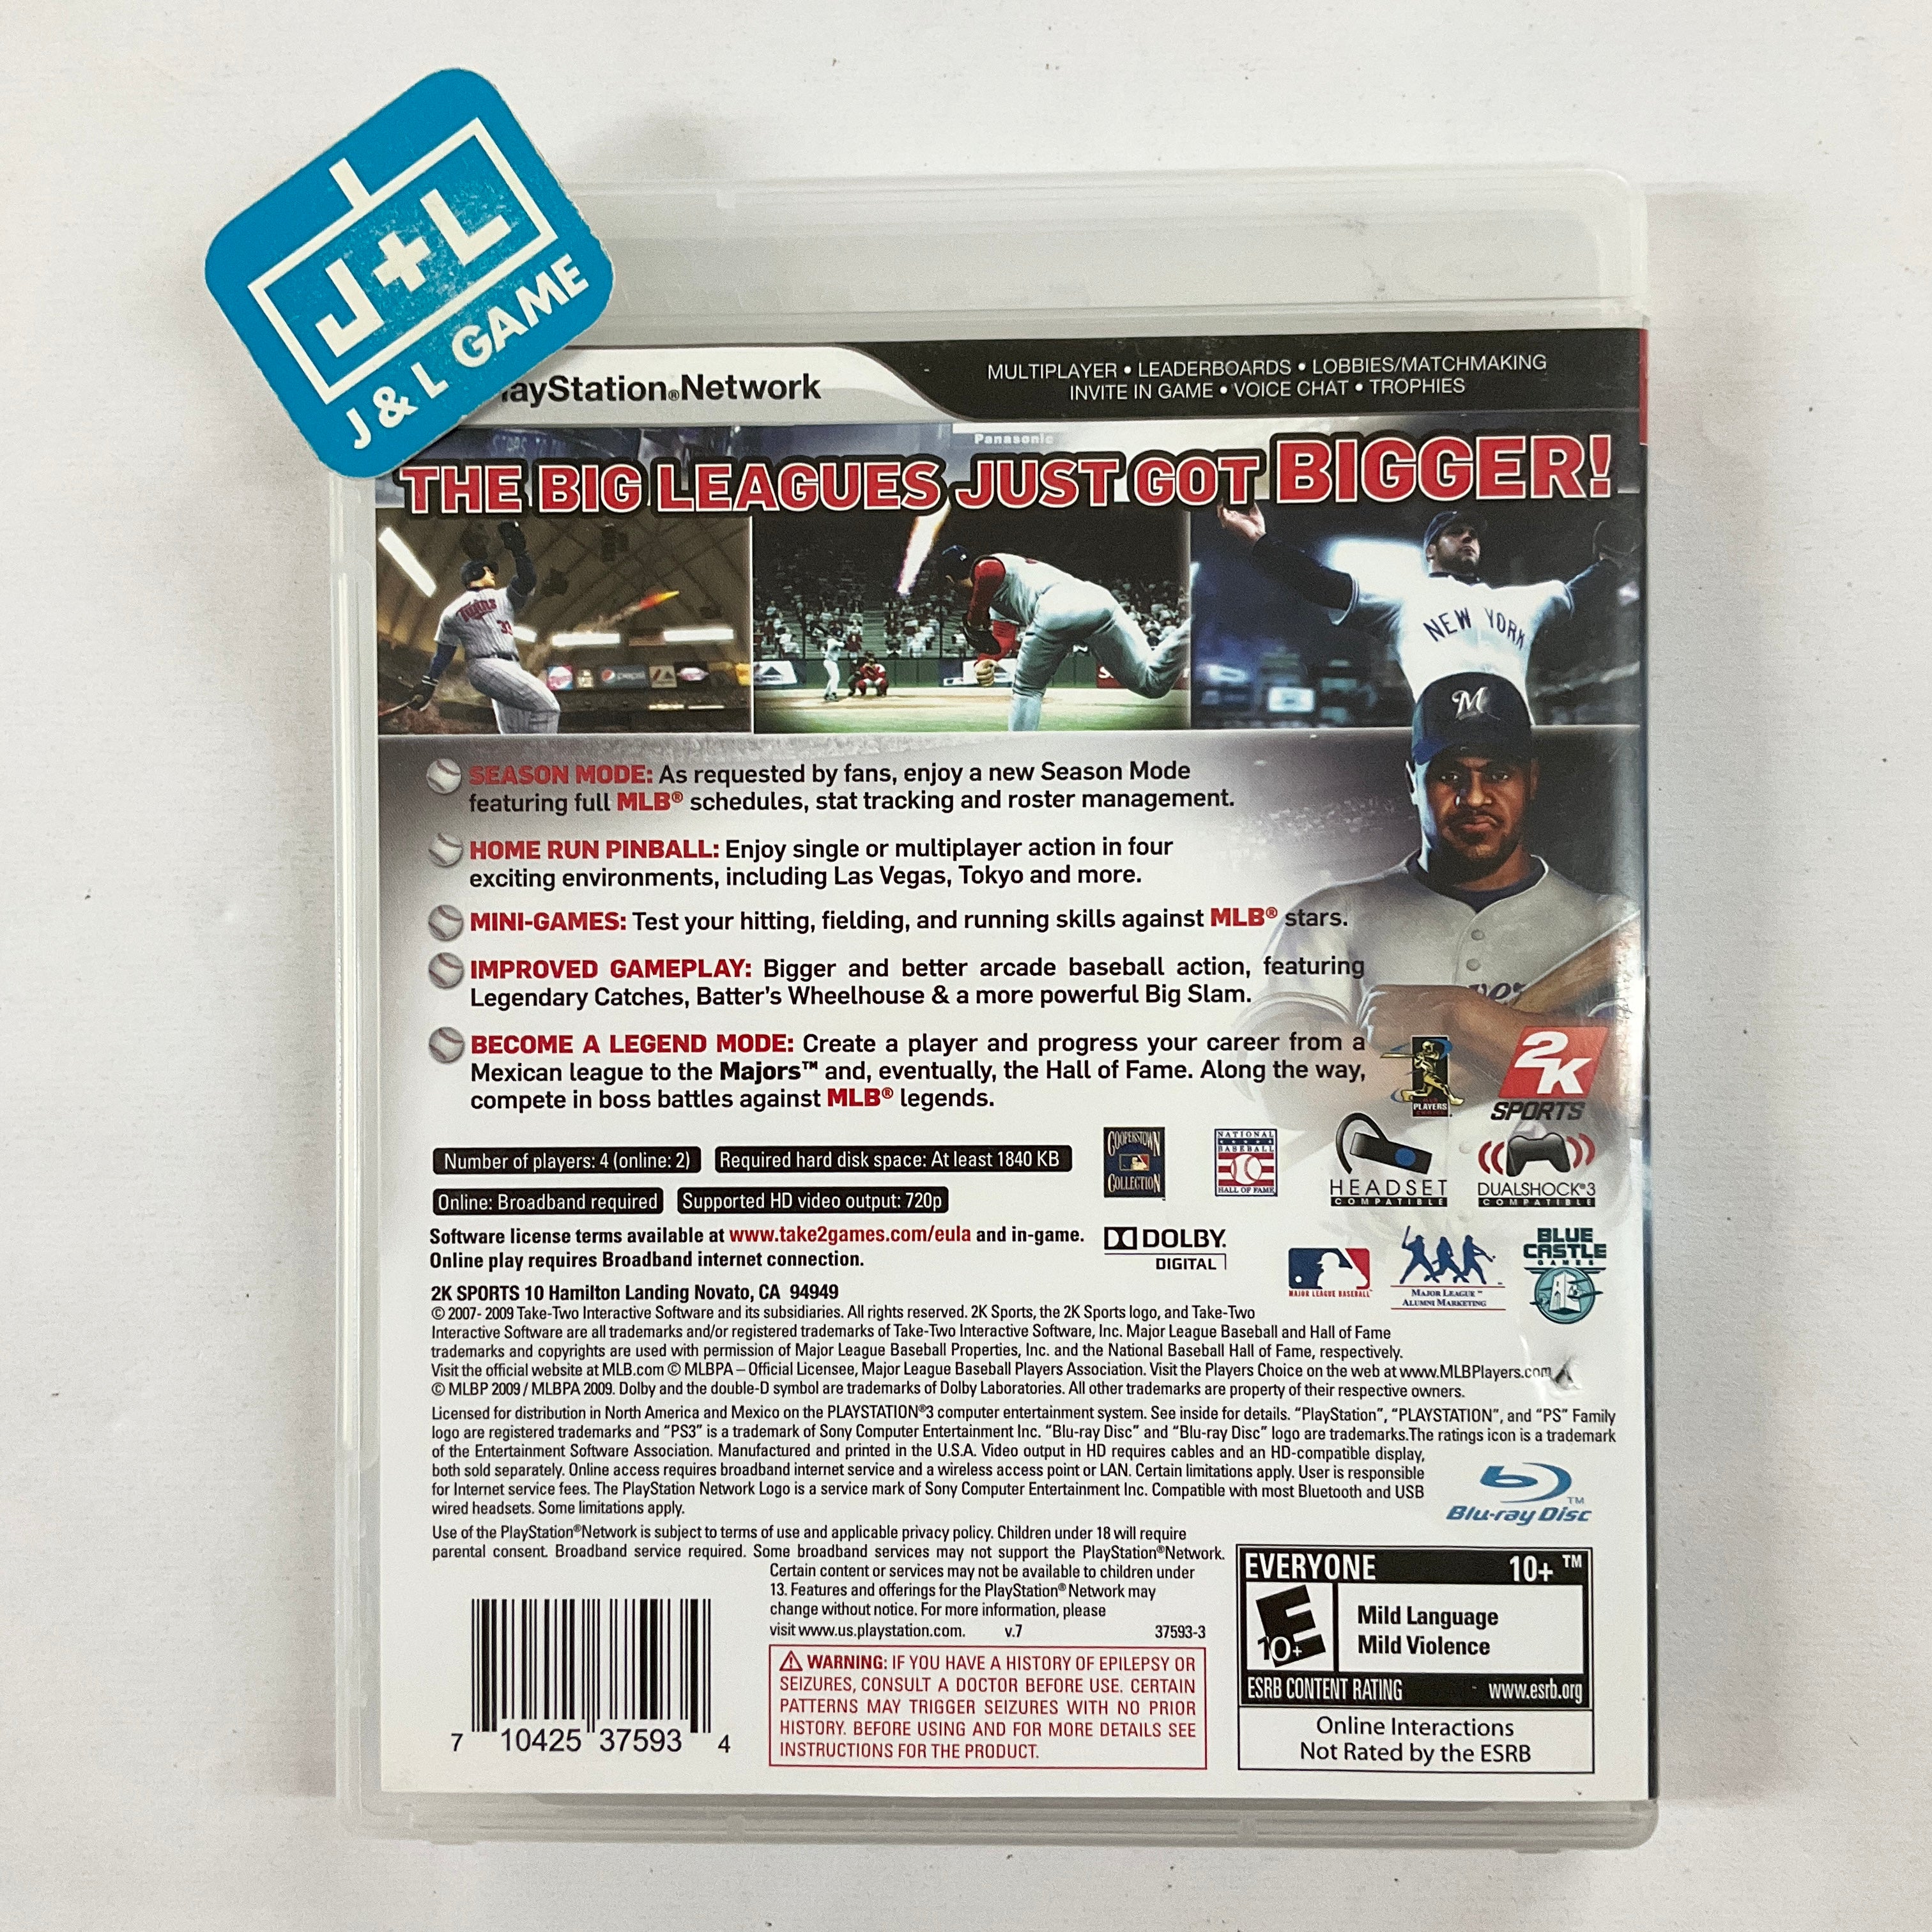 J+L
J & L GAME
layStation®Network
MULTIPLAYER • LEADERBOARDS • LOBBIES/MATCHMAKING
INVITE IN GAME • VOICE CHAT • TROPHIES
Panasonic
THE BIG LEAGUES JUST GOT BIGGER!
NEW YORK
M
SEASON MODE: As requested by fans, enjoy a new Season Mode
featuring full MLB® schedules, stat tracking and roster management.
HOME RUN PINBALL: Enjoy single or multiplayer action in four
exciting environments, including Las Vegas, Tokyo and more.
MINI-GAMES: Test your hitting, fielding, and running skills against MLB® stars.
IMPROVED GAMEPLAY: Bigger and better arcade baseball action, featuring
Legendary Catches, Batter's Wheelhouse & a more powerful Big Slam.
BECOME A LEGEND MODE: Create a player and progress your career from a
Mexican league to the Majors™ and, eventually, the Hall of Fame. Along the way,
compete in boss battles against MLB® legends.
PLAYERS
2K
SPORTS
Number of players: 4 (online: 2) Required hard disk space: At least 1840 KB
Online: Broadband required Supported HD video output: 720p
COOPERSTOWN
COLLECTION
NATIONAL
BASEBALL
HALL OF FAME
HEADSET
COMPATIBLE
DUALSHOCK®3
COMPATIBLE
Software license terms available at www.take2games.com/eula and in-game.
Online play requires Broadband internet connection.
DOLBY
DIGITAL
MAJOR LEAGUE BASEBALL
MAJOR LEAGUE™
ALUMNI MARKETING
BLUE
CASTLE
GAMES
2K SPORTS 10 Hamilton Landing Novato, CA 94949
© 2007- 2009 Take-Two Interactive Software and its subsidiaries. All rights reserved. 2K Sports, the 2K Sports logo, and Take-Two
Interactive Software are all trademarks and/or registered trademarks of Take-Two Interactive Software, Inc. Major League Baseball and Hall of Fame
trademarks and copyrights are used with permission of Major League Baseball Properties, Inc. and the National Baseball Hall of Fame, respectively.
Visit the official website at MLB.com © MLBPA – Official Licensee, Major League Baseball Players Association. Visit the Players Choice on the web at www.MLBPlayers.com
© MLBP 2009 / MLBPA 2009. Dolby and the double-D symbol are trademarks of Dolby Laboratories. All other trademarks are property of their respective owners.
Licensed for distribution in North America and Mexico on the PLAYSTATION®3 computer entertainment system. See inside for details. "PlayStation", "PLAYSTATION", and "PS" Family
logo are registered trademarks and "PS3" is a trademark of Sony Computer Entertainment Inc. "Blu-ray Disc" and "Blu-ray Disc" logo are trademarks.The ratings icon is a trademark
of the Entertainment Software Association. Manufactured and printed in the U.S.A. Video output in HD requires cables and an HD-compatible display,
both sold separately. Online access requires broadband internet service and a wireless access point or LAN. Certain limitations apply. User is responsible
for Internet service fees. The PlayStation Network Logo is a service mark of Sony Computer Entertainment Inc. Compatible with most Bluetooth and USB
wired headsets. Some limitations apply.
Blu-ray Disc™
Use of the PlayStation®Network is subject to terms of use and applicable privacy policy. Children under 18 will require
parental consent. Broadband service required. Some broadband services may not support the PlayStation®Network.
Certain content or services may not be available to children under
13. Features and offerings for the PlayStation® Network may
change without notice. For more information, please
visit www.us.playstation.com. v.7 37593-3
⚠ WARNING: IF YOU HAVE A HISTORY OF EPILEPSY OR
SEIZURES, CONSULT A DOCTOR BEFORE USE. CERTAIN
PATTERNS MAY TRIGGER SEIZURES WITH NO PRIOR
HISTORY. BEFORE USING AND FOR MORE DETAILS SEE
INSTRUCTIONS FOR THE PRODUCT.
7 10425 37593 4
EVERYONE 10+ ™
E
10+
Mild Language
Mild Violence
ESRB CONTENT RATING www.esrb.org
Online Interactions
Not Rated by the ESRB